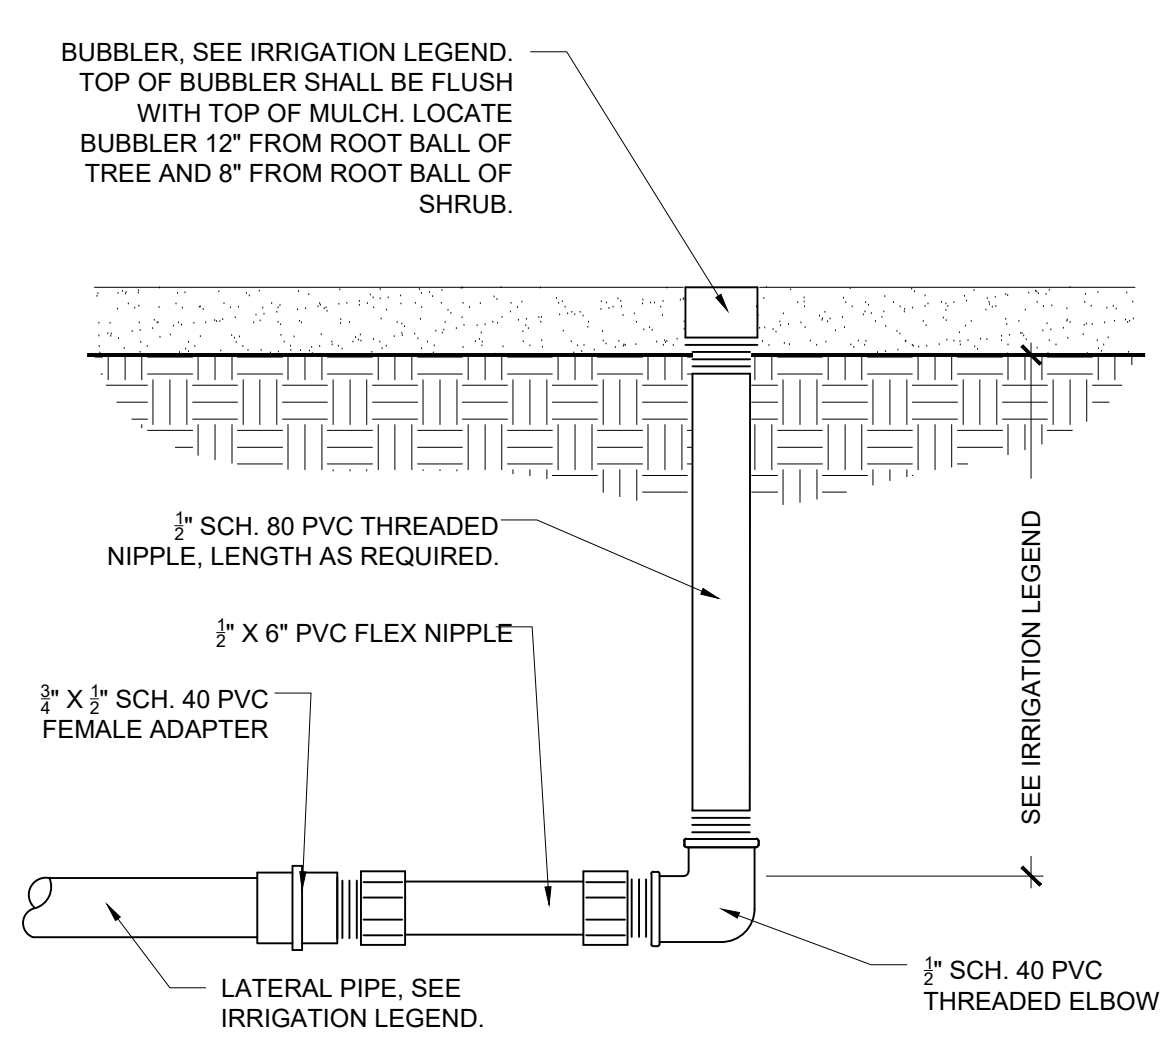 BUBBLER, SEE IRRIGATION LEGEND.
TOP OF BUBBLER SHALL BE FLUSH
WITH TOP OF MULCH. LOCATE
BUBBLER 12" FROM ROOT BALL OF
TREE AND 8" FROM ROOT BALL OF
SHRUB.
1/2" SCH. 80 PVC THREADED
NIPPLE, LENGTH AS REQUIRED.
1/2" X 6" PVC FLEX NIPPLE
3/4" X 1/2" SCH. 40 PVC
FEMALE ADAPTER
SEE IRRIGATION LEGEND
LATERAL PIPE, SEE
IRRIGATION LEGEND.
1/2" SCH. 40 PVC
THREADED ELBOW